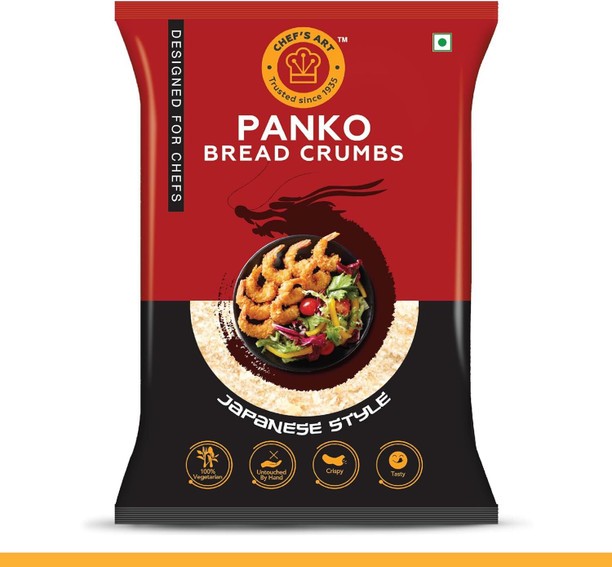 CHEF'S ART
TM
Trusted since 1935
DESIGNED FOR CHEFS
PANKO
BREAD CRUMBS
JAPANESE STYLE
100%
Vegetarian
Untouched
By Hand
Crispy
Tasty